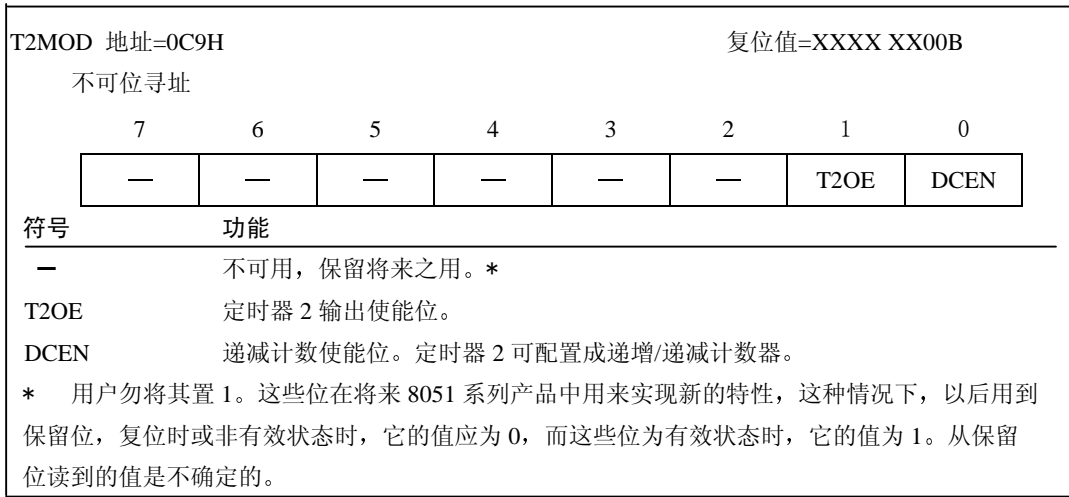 T2MOD 地址=0C9H 复位值=XXXX XX00B
不可位寻址
7 6 5 4 3 2 1 0
— — — — — — T2OE DCEN
符号 功能
— 不可用，保留将来之用。*
T2OE 定时器 2 输出使能位。
DCEN 递减计数使能位。定时器 2 可配置成递增/递减计数器。
* 用户勿将其置 1。这些位在将来 8051 系列产品中用来实现新的特性，这种情况下，以后用到
保留位，复位时或非有效状态时，它的值应为 0，而这些位为有效状态时，它的值为 1。从保留
位读到的值是不确定的。